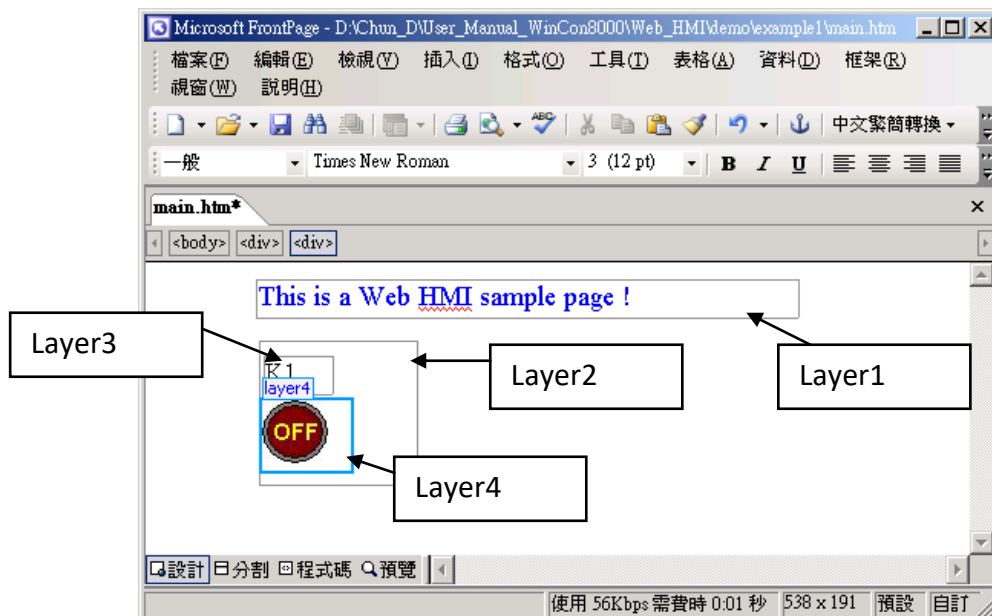 Microsoft FrontPage - D:\Chun_D\User_Manual_WinCon8000\Web_HMI\demo\example1\main.htm
檔案(F) 編輯(E) 檢視(V) 插入(I) 格式(O) 工具(T) 表格(A) 資料(D) 框架(R)
視窗(W) 說明(H)
ABC 中文繁簡轉換
一般 Times New Roman 3 (12 pt) B I U
main.htm*
<body> <div> <div>
This is a Web HMI sample page !
Layer3
Layer2
Layer1
K1
layer4
OFF
Layer4
設計 分割 程式碼 預覽
使用 56Kbps 需費時 0:01 秒 538 x 191 預設 自訂